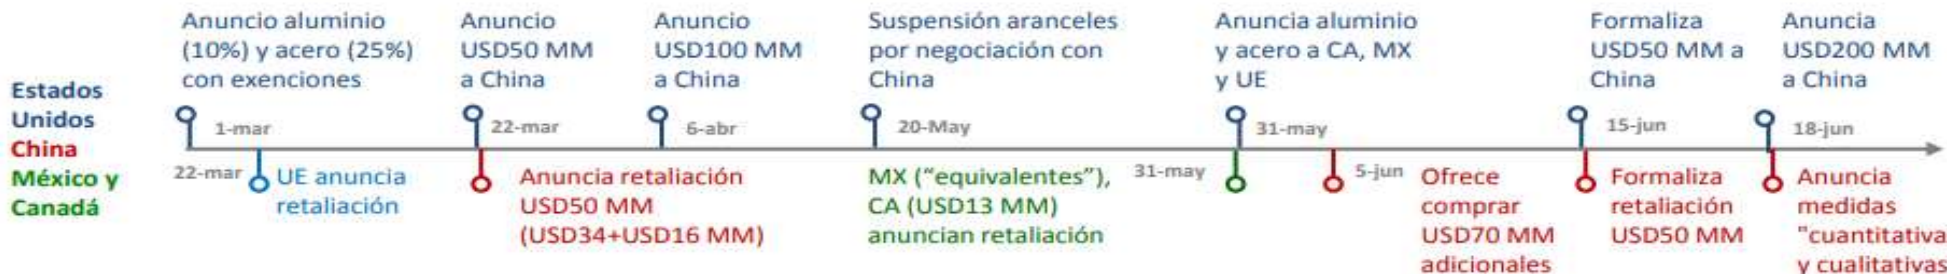 Estados
Unidos
China
México y
Canadá
Anuncio aluminio
(10%) y acero (25%)
con exenciones
1-mar
Anuncio
USD50 MM
a China
22-mar
Anuncio
USD100 MM
a China
6-abr
Suspensión aranceles
por negociación con
China
20-May
Anuncia aluminio
y acero a CA, MX
y UE
31-may
Formaliza
USD50 MM a
China
15-jun
Anuncia
USD200 MM
a China
18-jun
22-mar
UE anuncia
retaliación
Anuncia retaliación
USD50 MM
(USD34+USD16 MM)
MX ("equivalentes"),
CA (USD13 MM)
anuncian retaliación
31-may
5-jun
Ofrece
comprar
USD70 MM
adicionales
Formaliza
retaliación
USD50 MM
Anuncia
medidas
"cuantitativa
y cualitativas